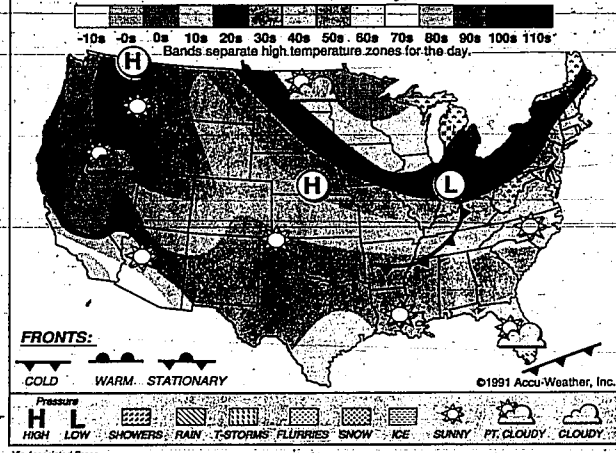 -10s -0s 0s 10s 20s 30s 40s 50s 60s 70s 80s 90s 100s 110s
Bands separate high temperature zones for the day.
H
H
L
FRONTS:
COLD WARM STATIONARY
©1991 Accu-Weather, Inc.
Pressure
H L
HIGH LOW SHOWERS RAIN T-STORMS FLURRIES SNOW ICE SUNNY PT. CLOUDY CLOUDY